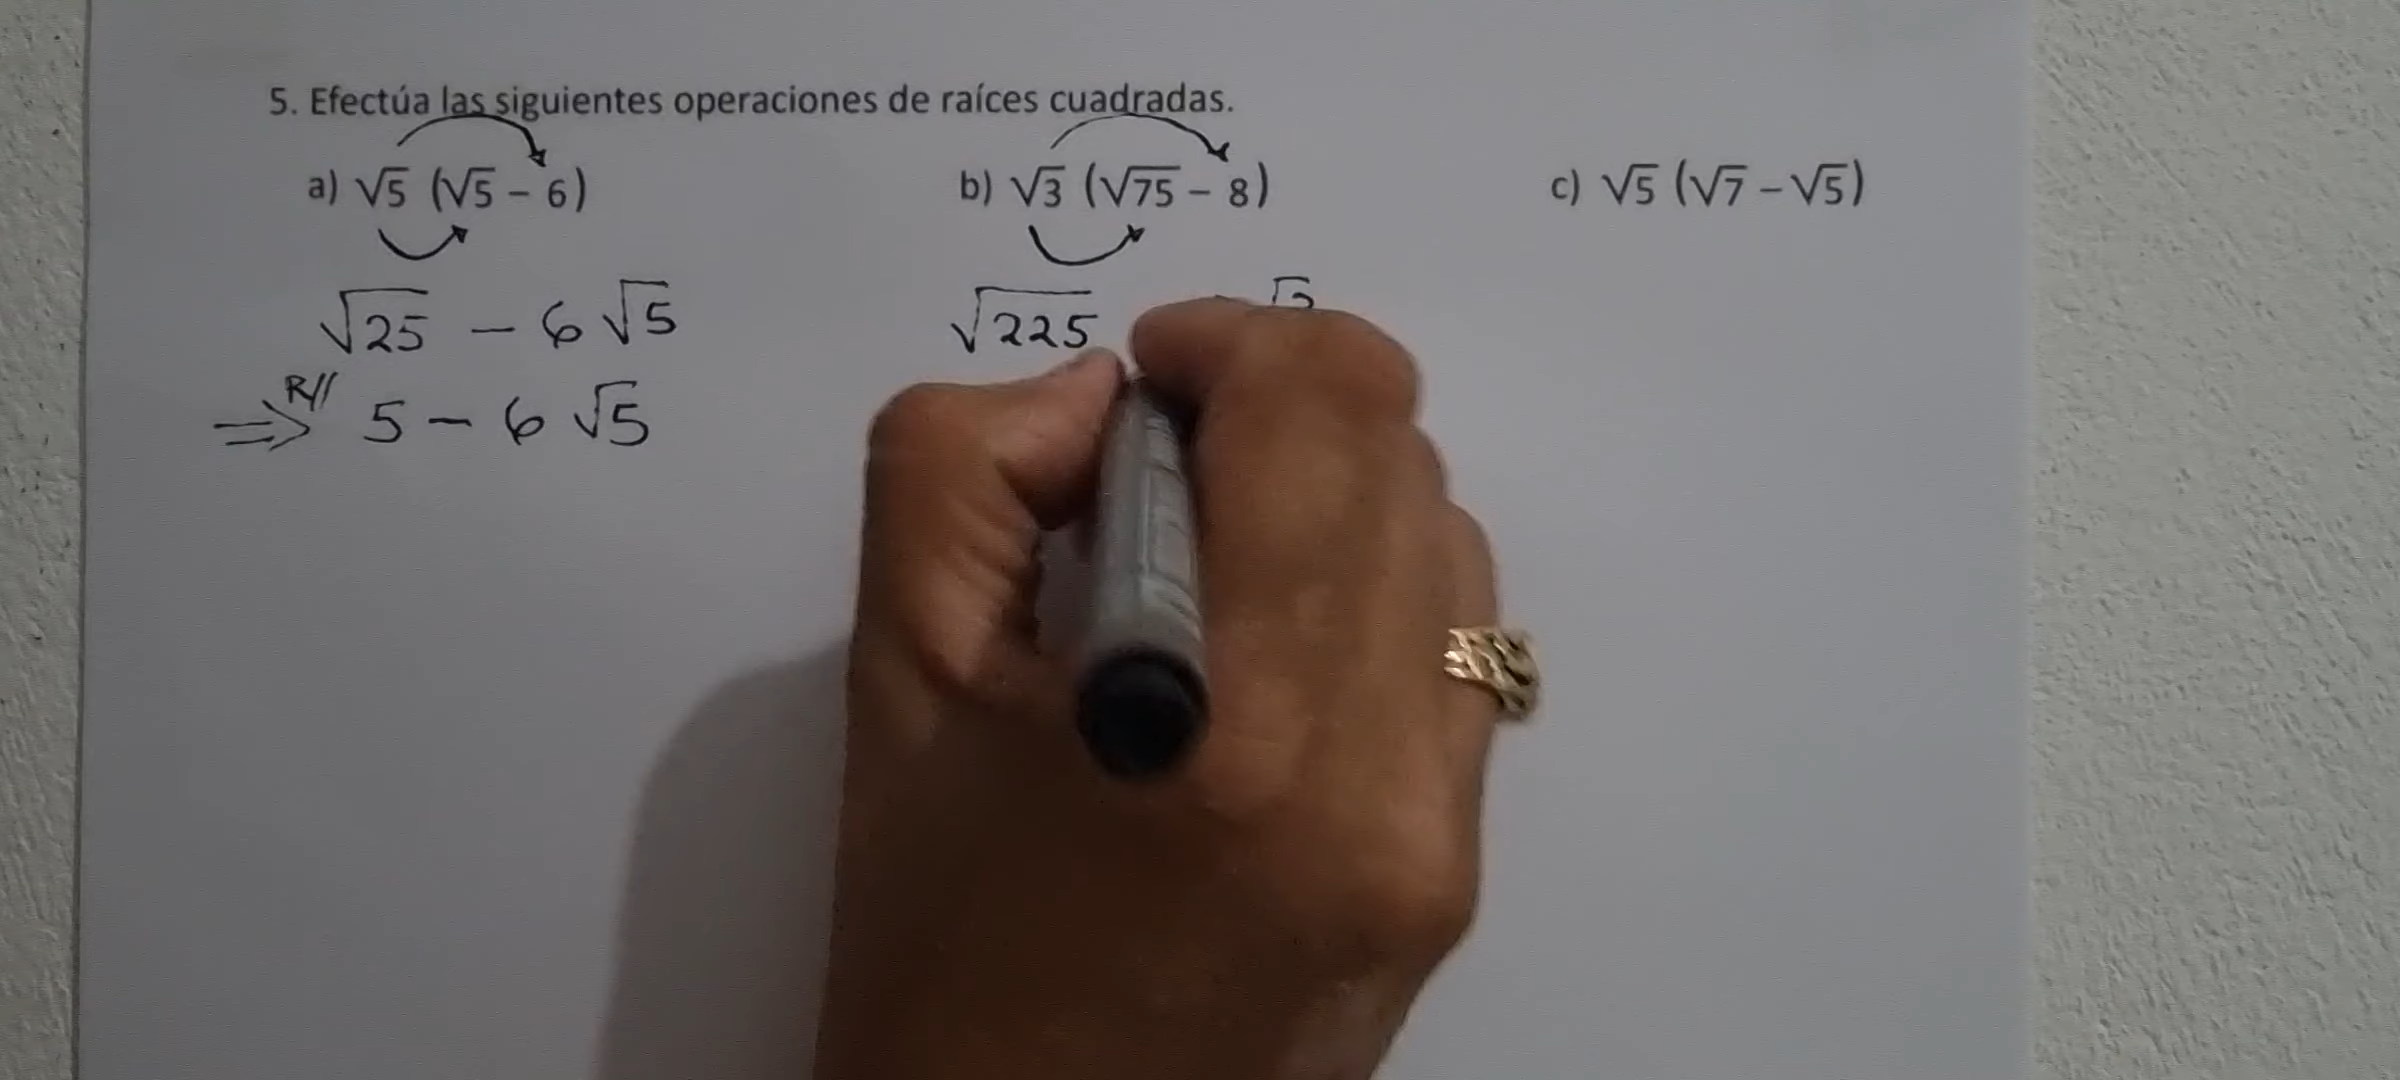 5. Efectúa las siguientes operaciones de raíces cuadradas.
a) √5 (√5 − 6)
b) √3 (√75 − 8)
c) √5 (√7 − √5)
√25 − 6 √5
√225
R//
⇒ 5 − 6 √5